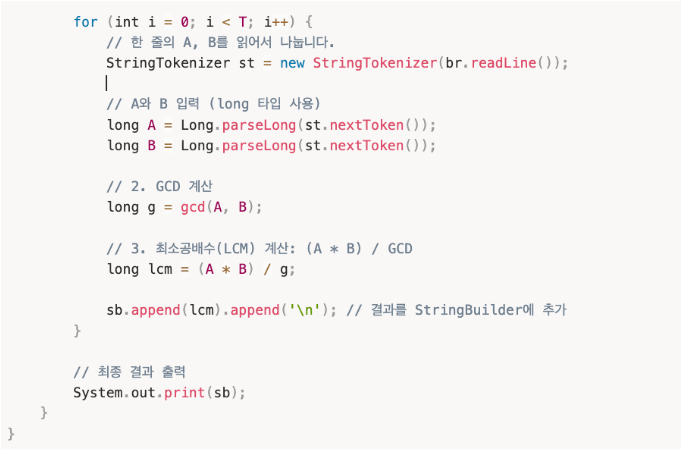 for (int i = 0; i < T; i++) {
// 한 줄의 A, B를 읽어서 나눕니다.
StringTokenizer st = new StringTokenizer(br.readLine());
// A와 B 입력 (long 타입 사용)
long A = Long.parseLong(st.nextToken());
long B = Long.parseLong(st.nextToken());
// 2. GCD 계산
long g = gcd(A, B);
// 3. 최소공배수(LCM) 계산: (A * B) / GCD
long lcm = (A * B) / g;
sb.append(lcm).append('\n'); // 결과를 StringBuilder에 추가
}
// 최종 결과 출력
System.out.print(sb);
}
}